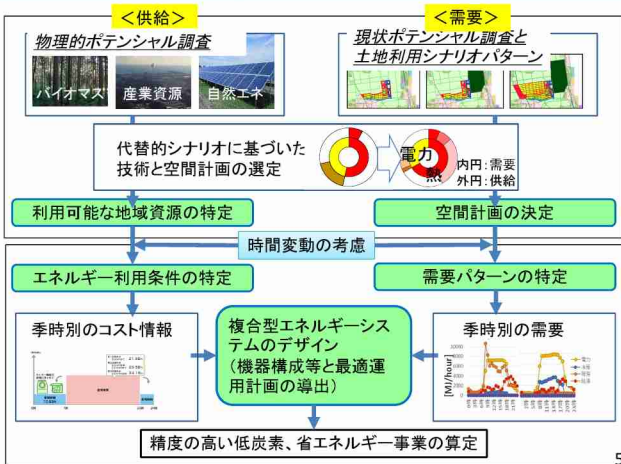 ＜供給＞
＜需要＞
物理的ポテンシャル調査
現状ポテンシャル調査と
土地利用シナリオパターン
バイオマス
産業資源
自然エネ
代替的シナリオに基づいた
技術と空間計画の選定
電力
熱
内円：需要
外円：供給
利用可能な地域資源の特定
空間計画の決定
時間変動の考慮
エネルギー利用条件の特定
需要パターンの特定
季時別のコスト情報
複合型エネルギーシス
テムのデザイン
（機器構成等と最適運
用計画の導出）
季時別の需要
[MJ/hour]
精度の高い低炭素、省エネルギー事業の算定
5